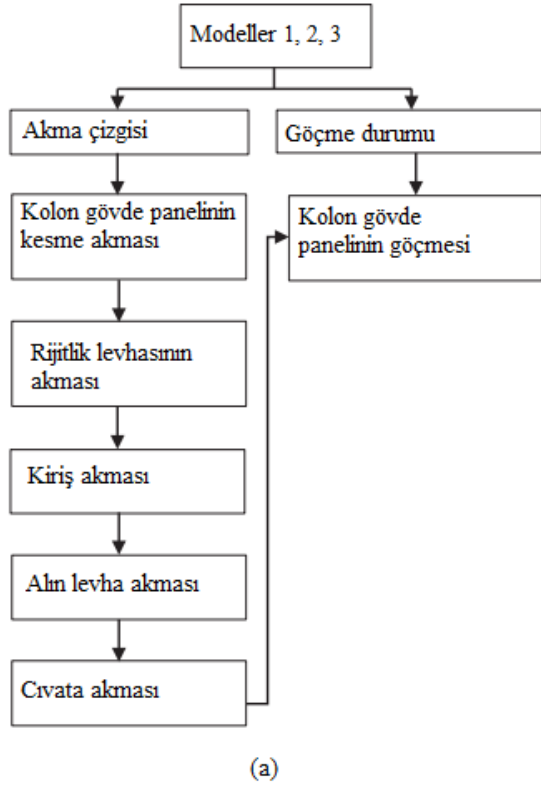 Modeller 1, 2, 3
Akma çizgisi
Göçme durumu
Kolon gövde panelinin
kesme akması
Kolon gövde
panelinin göçmesi
Rijitlik levhasının
akması
Kiriş akması
Alın levha akması
Cıvata akması
(a)